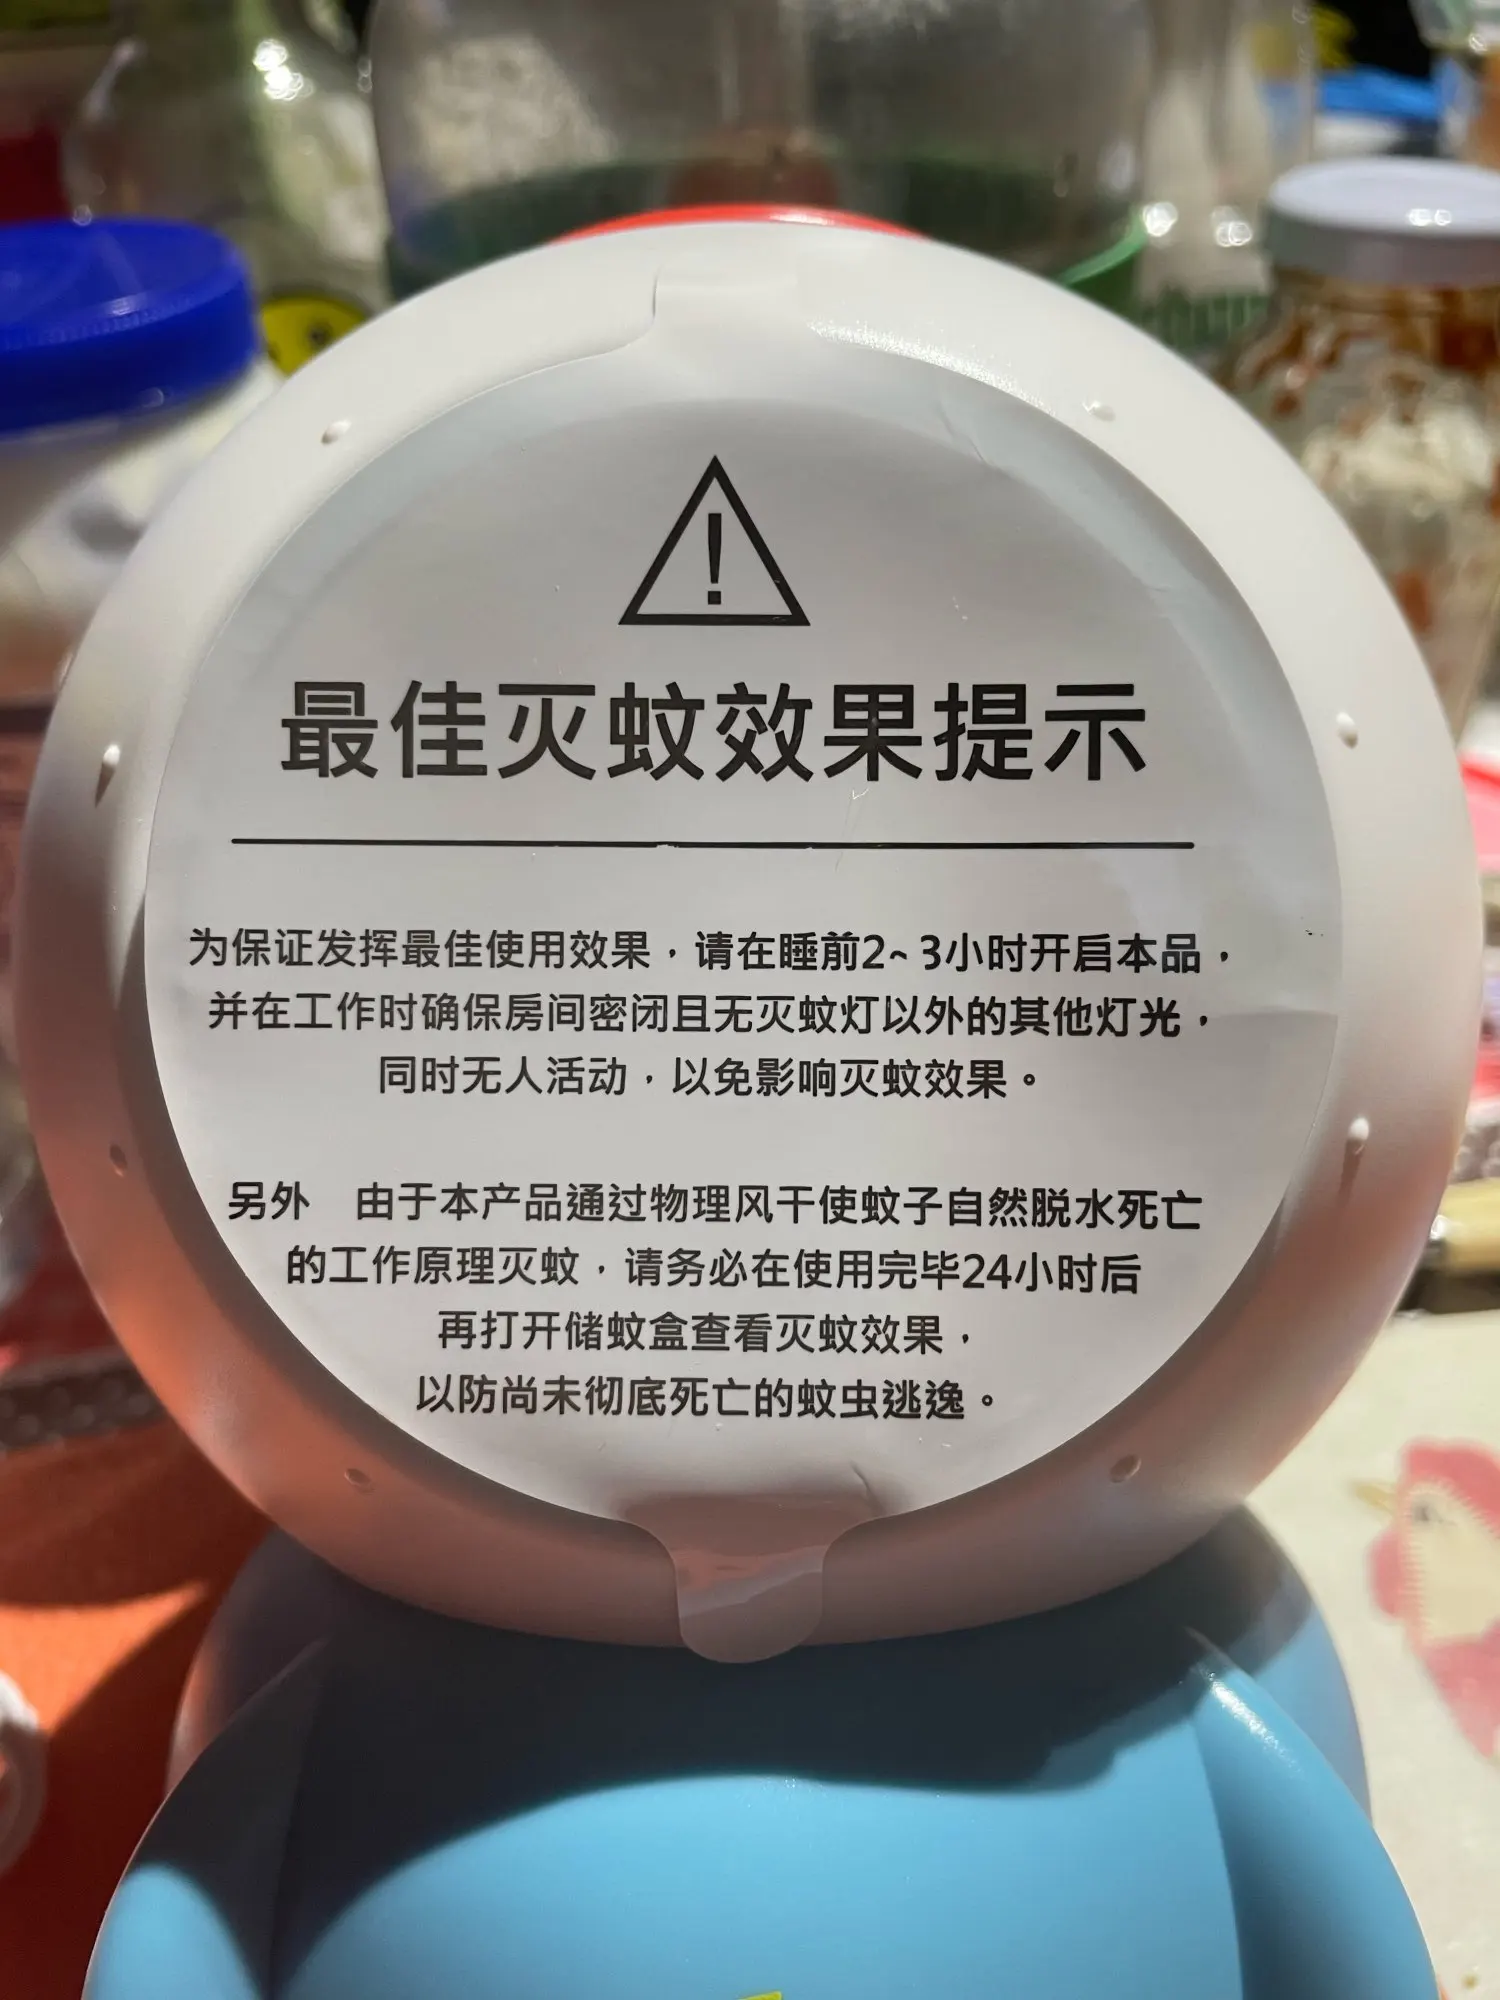 !
最佳灭蚊效果提示
为保证发挥最佳使用效果，请在睡前2~3小时开启本品，
并在工作时确保房间密闭且无灭蚊灯以外的其他灯光，
同时无人活动，以免影响灭蚊效果。
另外　由于本产品通过物理风干使蚊子自然脱水死亡
的工作原理灭蚊，请务必在使用完毕24小时后
再打开储蚊盒查看灭蚊效果，
以防尚未彻底死亡的蚊虫逃逸。